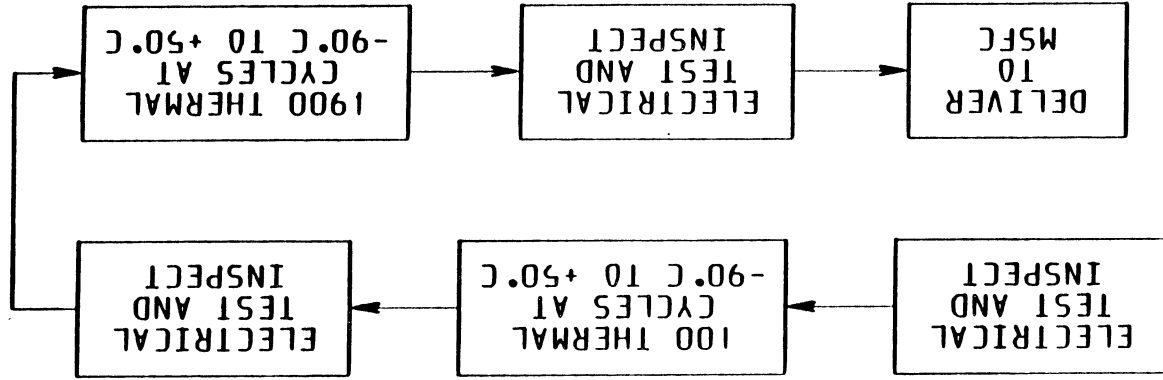 ELECTRICAL
TEST AND
INSPECT
100 THERMAL
CYCLES AT
-90°C TO +50°C
ELECTRICAL
TEST AND
INSPECT
1900 THERMAL
CYCLES AT
-90°C TO +50°C
ELECTRICAL
TEST AND
INSPECT
DELIVER
TO
MSFC